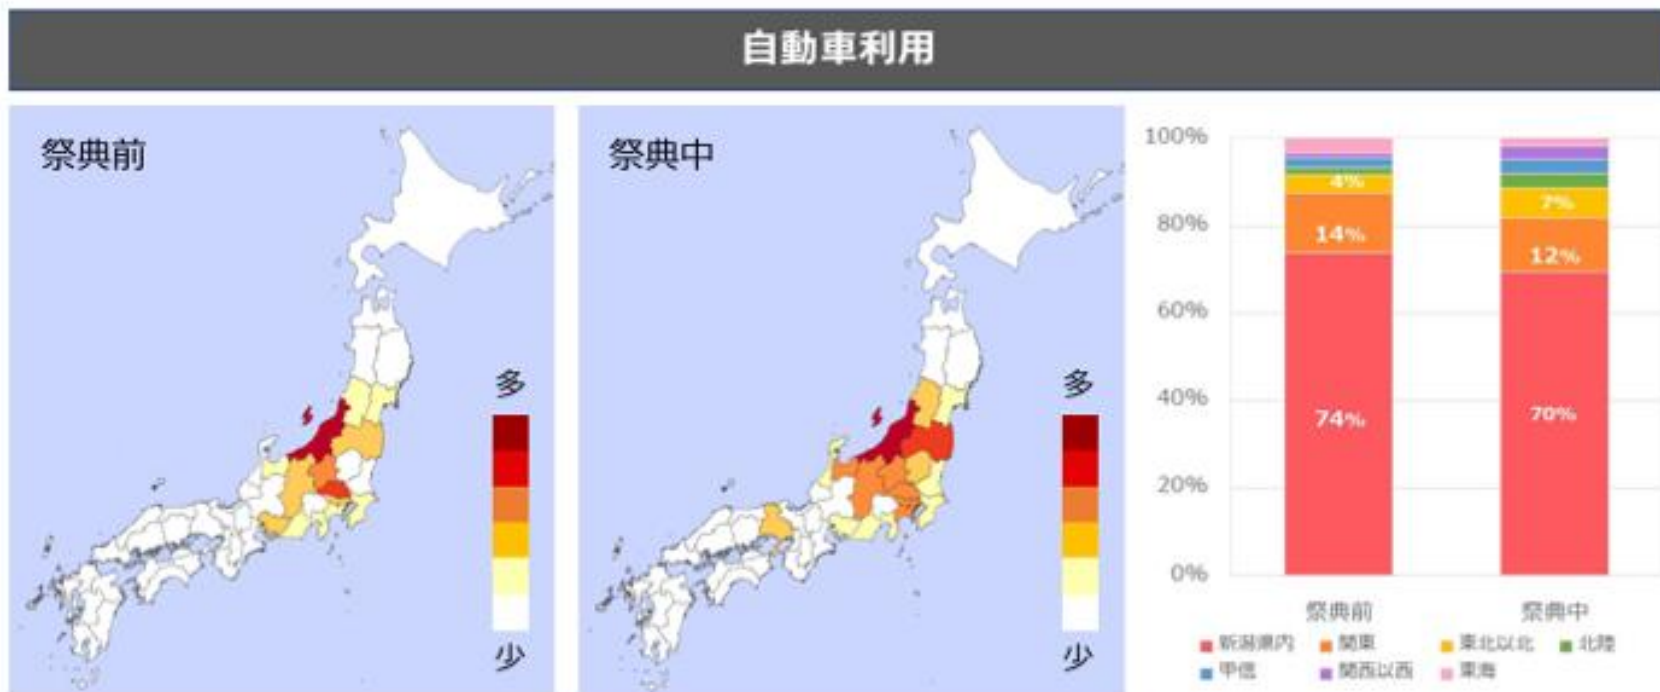 自動車利用
祭典前
多
少
祭典中
多
少
100%
80%
60%
40%
20%
0%
4%
14%
74%
7%
12%
70%
祭典前 祭典中
新潟県内 関東 東北以北 北陸
甲信 関西以西 東海